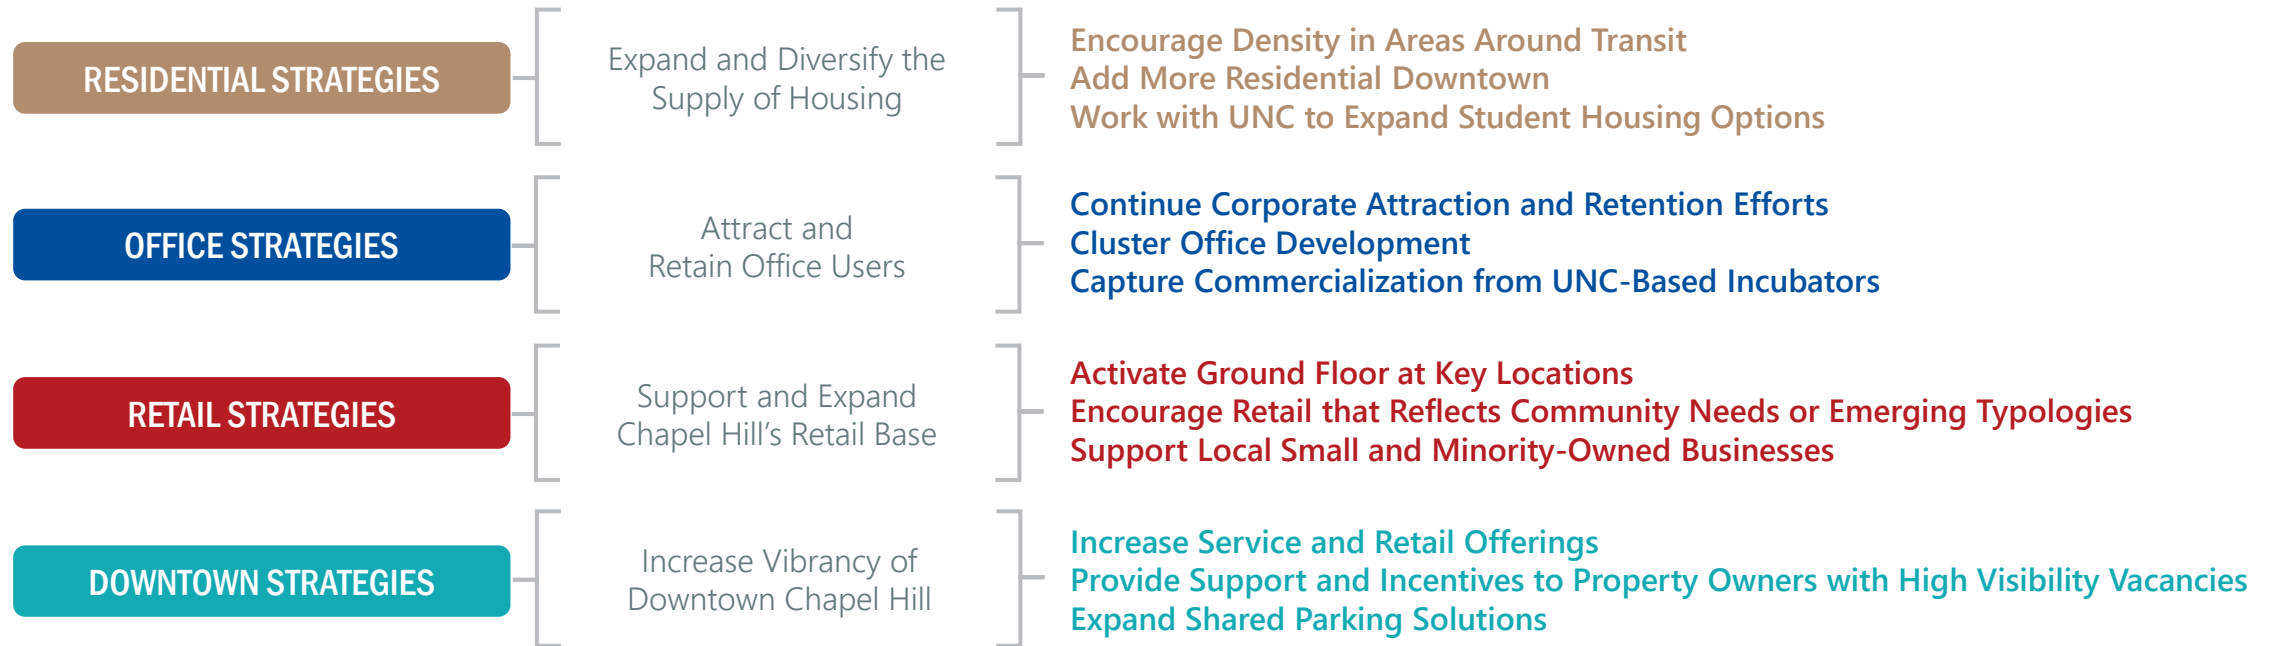 RESIDENTIAL STRATEGIES
Expand and Diversify the
Supply of Housing
Encourage Density in Areas Around Transit
Add More Residential Downtown
Work with UNC to Expand Student Housing Options
OFFICE STRATEGIES
Attract and
Retain Office Users
Continue Corporate Attraction and Retention Efforts
Cluster Office Development
Capture Commercialization from UNC-Based Incubators
RETAIL STRATEGIES
Support and Expand
Chapel Hill's Retail Base
Activate Ground Floor at Key Locations
Encourage Retail that Reflects Community Needs or Emerging Typologies
Support Local Small and Minority-Owned Businesses
DOWNTOWN STRATEGIES
Increase Vibrancy of
Downtown Chapel Hill
Increase Service and Retail Offerings
Provide Support and Incentives to Property Owners with High Visibility Vacancies
Expand Shared Parking Solutions